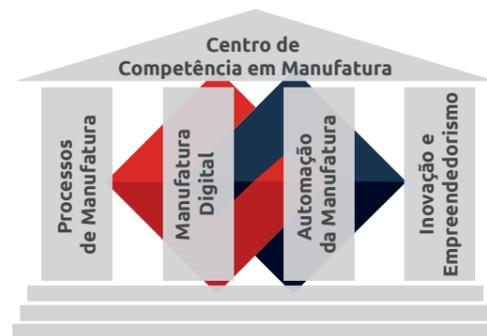 Centro de
Competência em Manufatura
Processos
de Manufatura
Manufatura
Digital
Automação
da Manufatura
Inovação e
Empreendedorismo